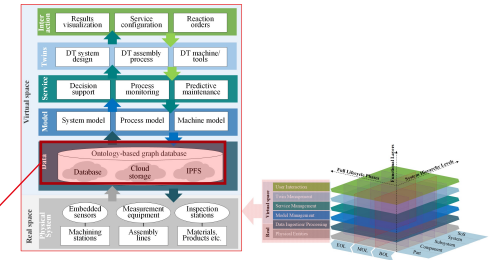 Inter
action
Results
visualization
Service
configuration
Reaction
orders
Twins
DT system
design
DT assembly
process
DT machine/
tools
Service
Decision
support
Process
monitoring
Predictive
maintenance
Model
System model
Process model
Machine model
Data
Ontology-based graph database
Database
Cloud
storage
IPFS
Virtual space
Real space
Physical
System
Embedded
sensors
Measurement
equipment
Inspection
stations
Machining
stations
Assembly
lines
Materials,
Products etc.
Full Lifecycle Phases
Functional Layers
System Hierarchy Levels
Virtual space
Real
User Interaction
Service Management
Model Management
Data Ingestion/ Processing
EOL
MOL
BOL
Part
Component
Subsystem
System
SoS